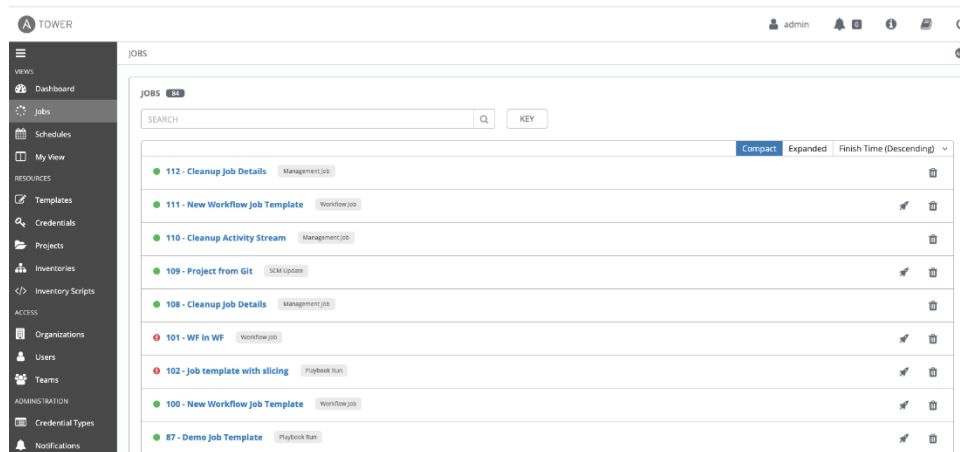 A TOWER
admin
0
JOBS
VIEWS
Dashboard
Jobs
Schedules
My View
RESOURCES
Templates
Credentials
Projects
Inventories
Inventory Scripts
ACCESS
Organizations
Users
Teams
ADMINISTRATION
Credential Types
Notifications
JOBS 84
SEARCH
KEY
Compact Expanded Finish Time (Descending)
112 - Cleanup Job Details Management Job
111 - New Workflow Job Template Workflow Job
110 - Cleanup Activity Stream Management Job
109 - Project from Git SCM Update
108 - Cleanup Job Details Management Job
101 - WF in WF Workflow Job
102 - Job template with slicing Playbook Run
100 - New Workflow Job Template Workflow Job
87 - Demo Job Template Playbook Run